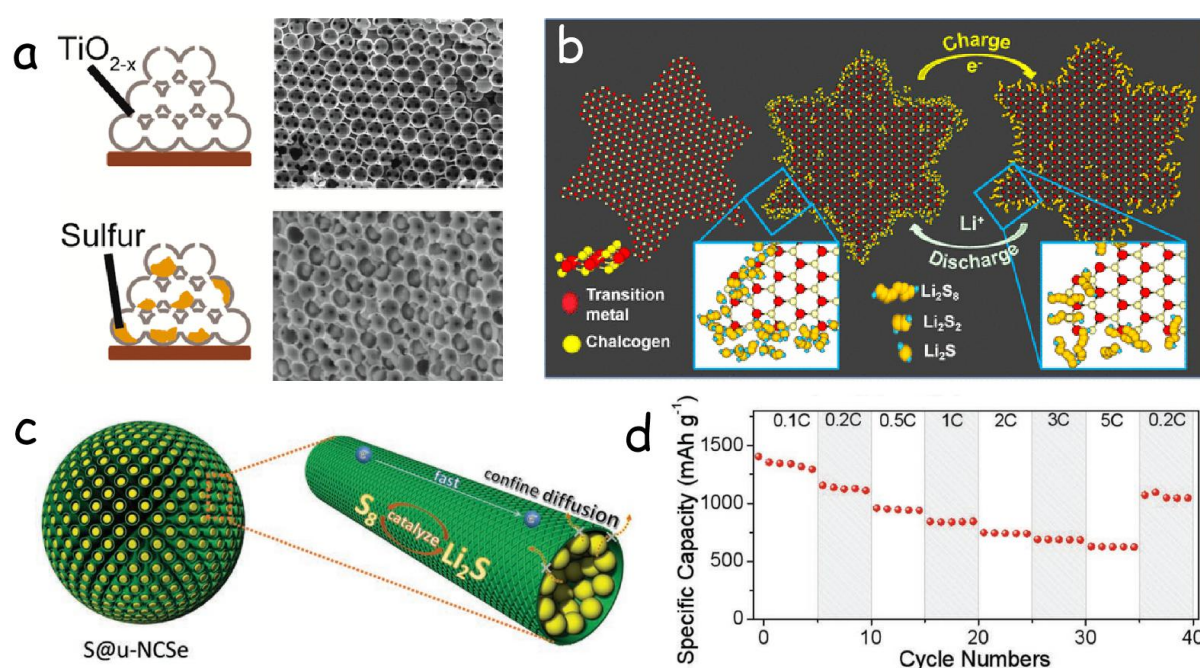 a
TiO2-x
Sulfur
b
Charge
e-
Li+
Discharge
Transition
metal
Chalcogen
Li2S8
Li2S2
Li2S
c
S@u-NCSe
e
fast
e
confine diffusion
S8
catalyze
Li2S
d
Specific Capacity (mAh g-1)
1500
1000
500
0
0.1C 0.2C 0.5C 1C 2C 3C 5C 0.2C
0 10 20 30 40
Cycle Numbers